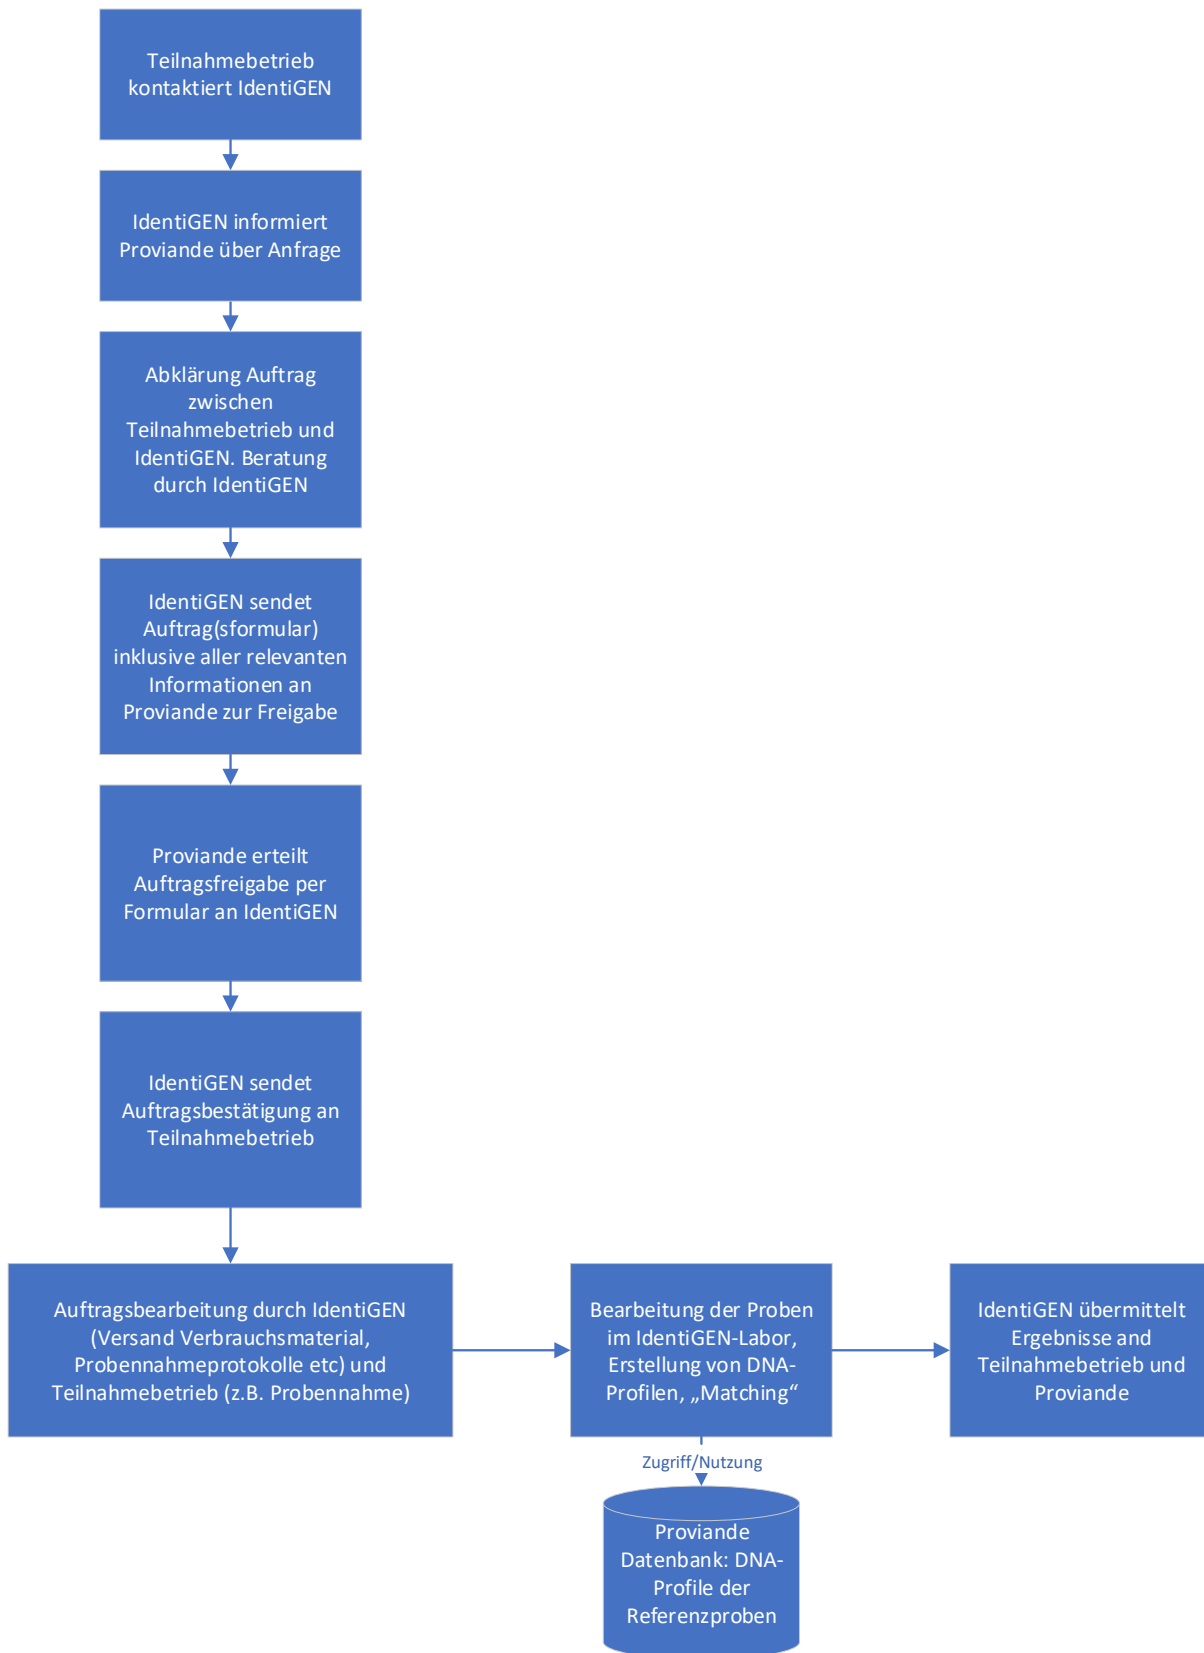 Teilnahmebetrieb
kontaktiert IdentiGEN
IdentiGEN informiert
Proviande über Anfrage
Abklärung Auftrag
zwischen
Teilnahmebetrieb und
IdentiGEN. Beratung
durch IdentiGEN
IdentiGEN sendet
Auftrag(sformular)
inklusive aller relevanten
Informationen an
Proviande zur Freigabe
Proviande erteilt
Auftragsfreigabe per
Formular an IdentiGEN
IdentiGEN sendet
Auftragsbestätigung an
Teilnahmebetrieb
Auftragsbearbeitung durch IdentiGEN
(Versand Verbrauchsmaterial,
Probennahmeprotokolle etc) und
Teilnahmebetrieb (z.B. Probennahme)
Bearbeitung der Proben
im IdentiGEN-Labor,
Erstellung von DNA-
Profilen, „Matching“
IdentiGEN übermittelt
Ergebnisse and
Teilnahmebetrieb und
Proviande
Zugriff/Nutzung
Proviande
Datenbank: DNA-
Profile der
Referenzproben